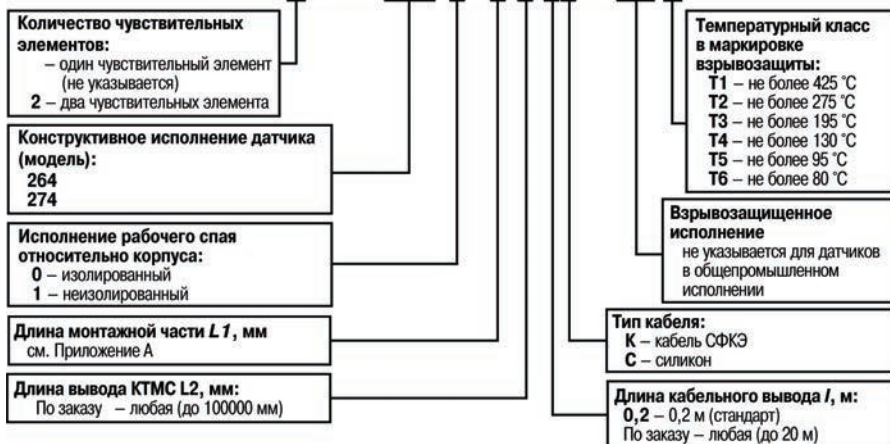 Количество чувствительных
элементов:
– один чувствительный элемент
(не указывается)
2 – два чувствительных элемента
Конструктивное исполнение датчика
(модель):
264
274
Исполнение рабочего спая
относительно корпуса:
0 – изолированный
1 – неизолированный
Длина монтажной части L1, мм
см. Приложение А
Длина вывода КТМС L2, мм:
По заказу – любая (до 100000 мм)
Температурный класс
в маркировке
взрывозащиты:
Т1 – не более 425 °С
Т2 – не более 275 °С
Т3 – не более 195 °С
Т4 – не более 130 °С
Т5 – не более 95 °С
Т6 – не более 80 °С
Взрывозащищенное
исполнение
не указывается для датчиков
в общепромышленном
исполнении
Тип кабеля:
К – кабель СФКЭ
С – силикон
Длина кабельного вывода l, м:
0,2 – 0,2 м (стандарт)
По заказу – любая (до 20 м)